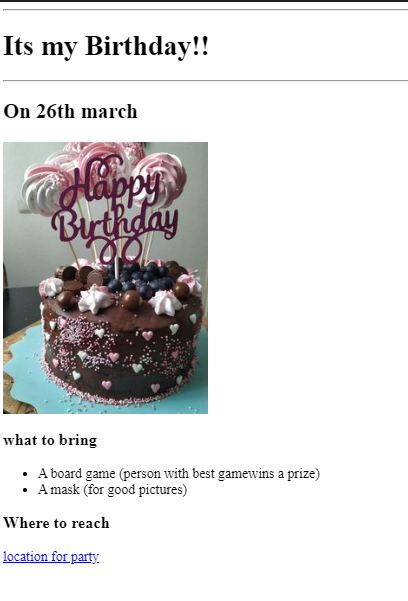 Its my Birthday!!
On 26th march
Happy
Birthday
what to bring
A board game (person with best gamewins a prize)
A mask (for good pictures)
Where to reach
location for party